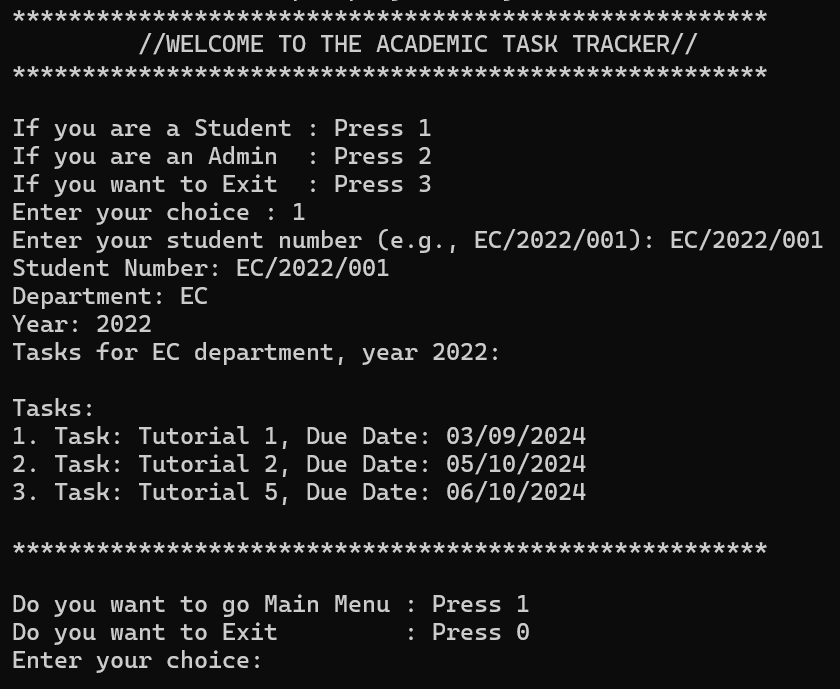 ******************************************************
//WELCOME TO THE ACADEMIC TASK TRACKER//
******************************************************
If you are a Student : Press 1
If you are an Admin  : Press 2
If you want to Exit  : Press 3
Enter your choice : 1
Enter your student number (e.g., EC/2022/001): EC/2022/001
Student Number: EC/2022/001
Department: EC
Year: 2022
Tasks for EC department, year 2022:
Tasks:
1. Task: Tutorial 1, Due Date: 03/09/2024
2. Task: Tutorial 2, Due Date: 05/10/2024
3. Task: Tutorial 5, Due Date: 06/10/2024
******************************************************
Do you want to go Main Menu : Press 1
Do you want to Exit         : Press 0
Enter your choice: